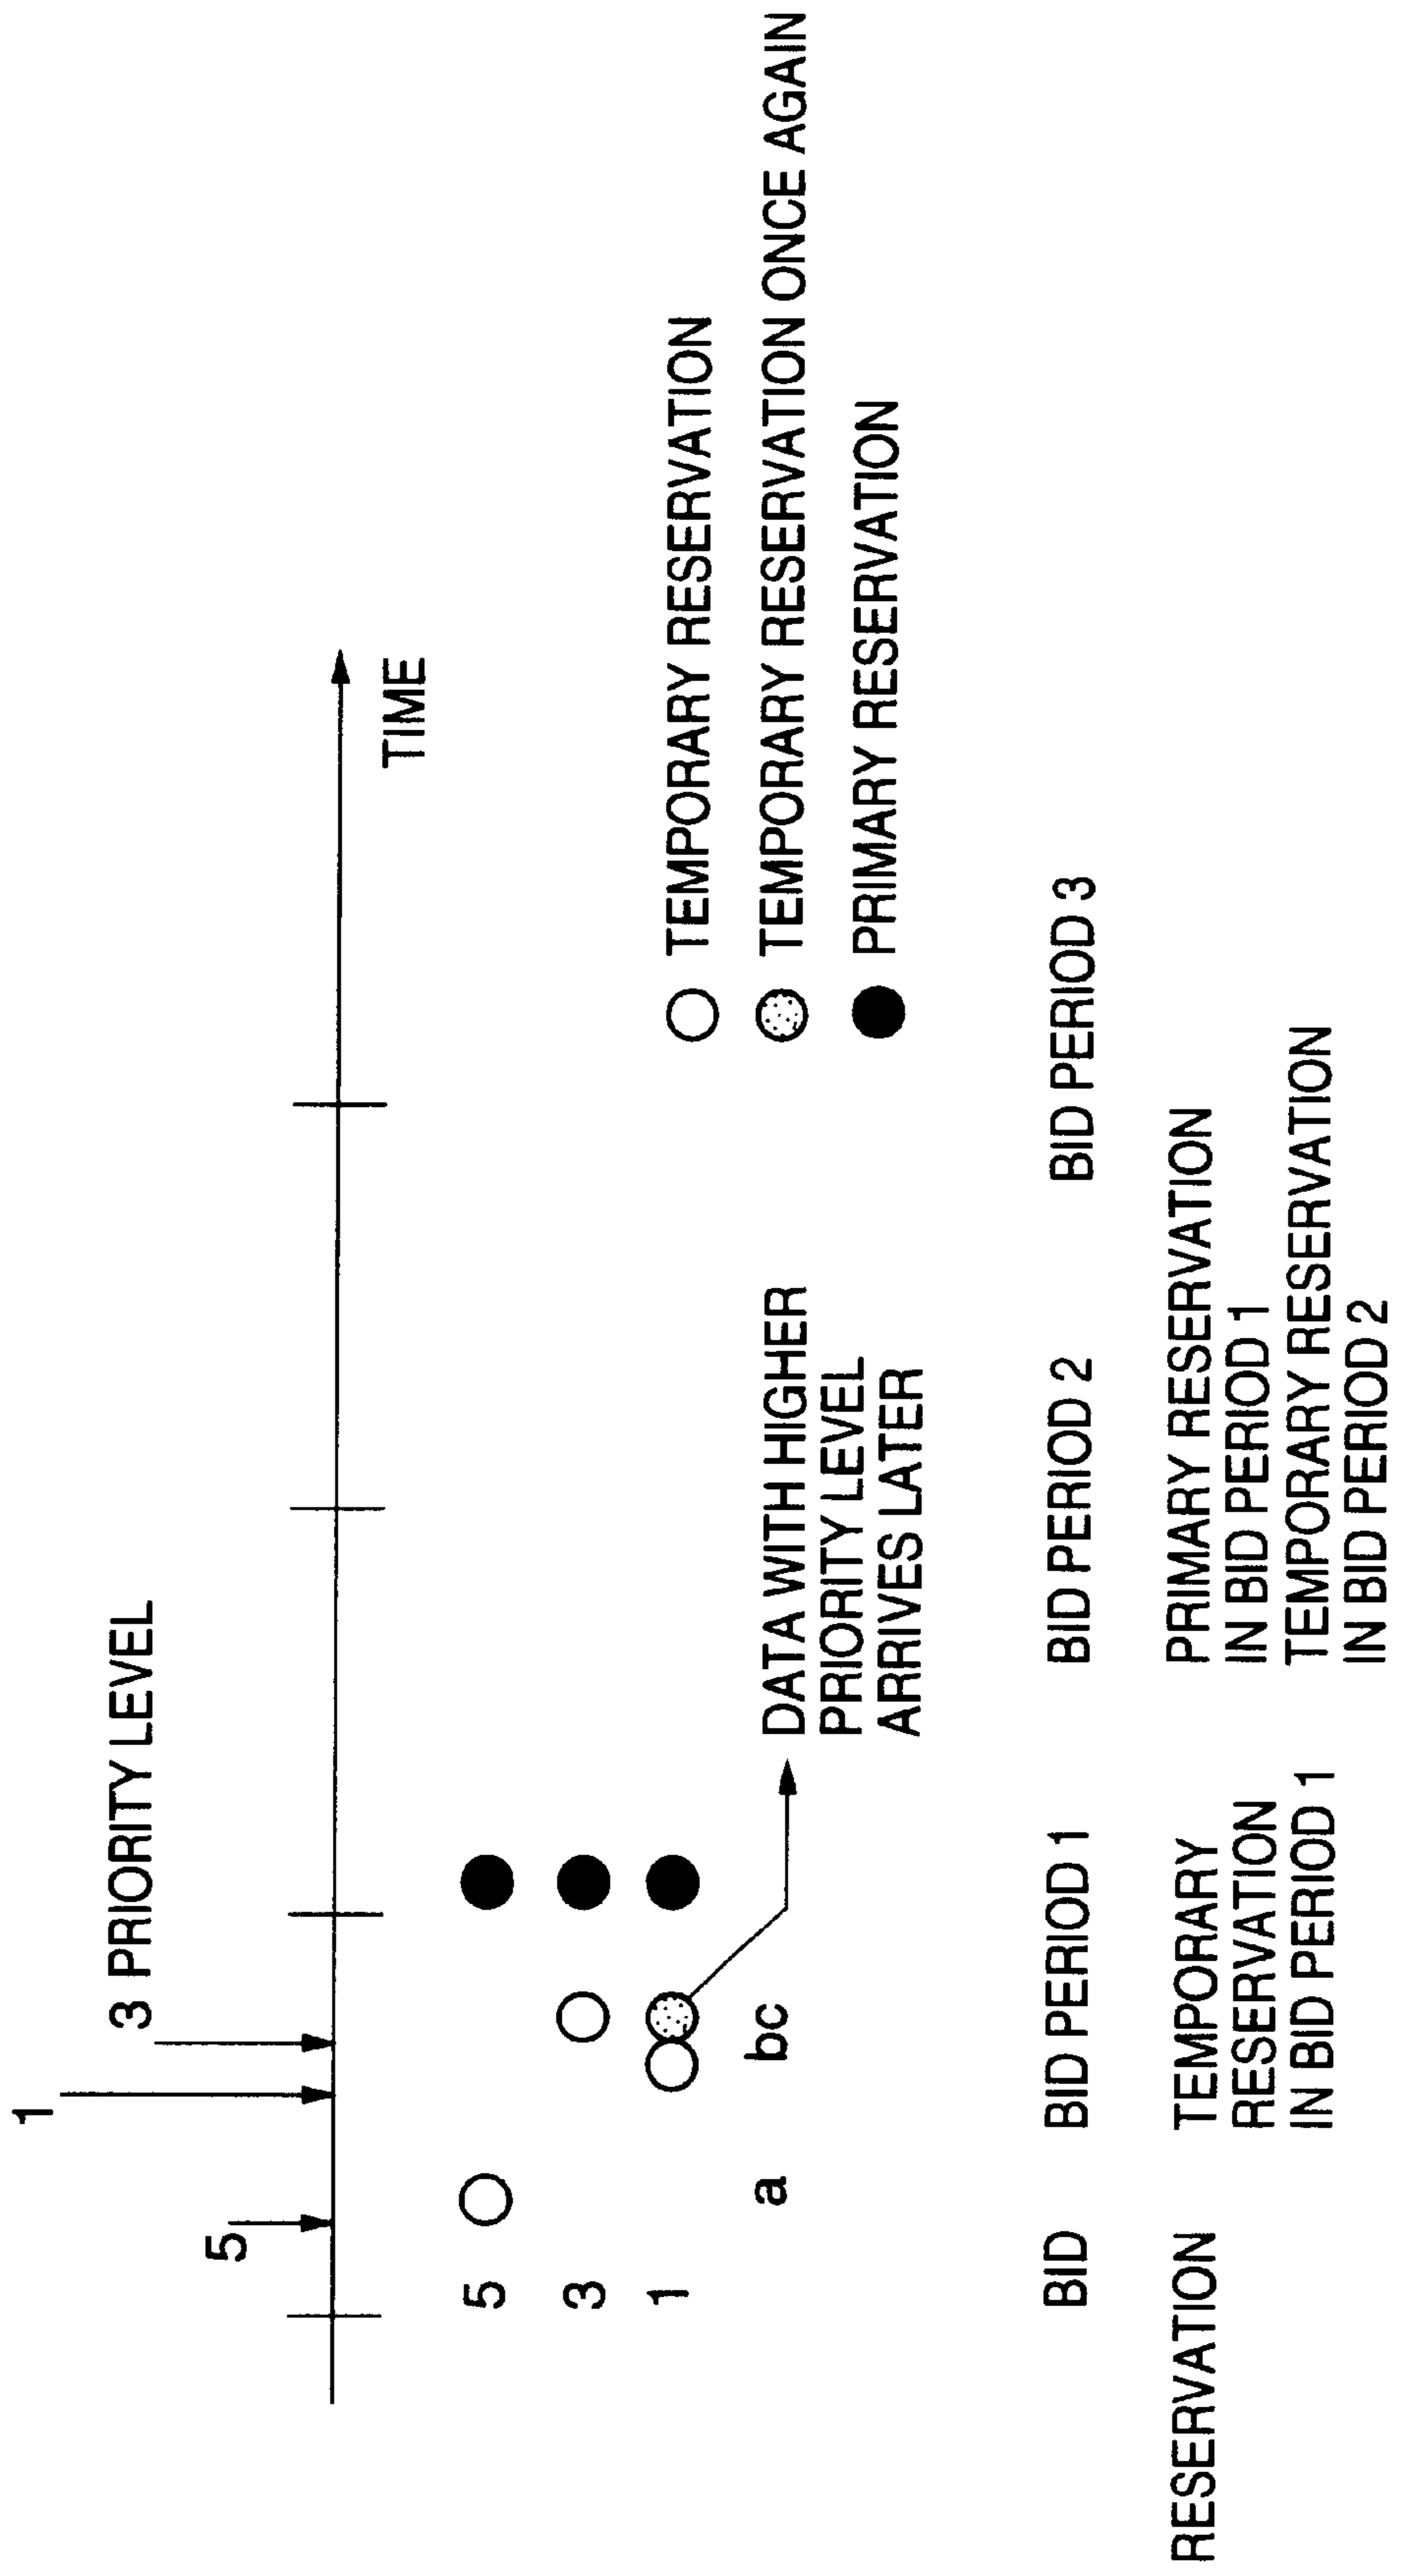 1
3 PRIORITY LEVEL
5
TIME
5
3
1
a
bc
TEMPORARY RESERVATION
TEMPORARY RESERVATION ONCE AGAIN
PRIMARY RESERVATION
DATA WITH HIGHER
PRIORITY LEVEL
ARRIVES LATER
BID
BID PERIOD 1
BID PERIOD 2
BID PERIOD 3
RESERVATION
TEMPORARY
RESERVATION
IN BID PERIOD 1
PRIMARY RESERVATION
IN BID PERIOD 1
TEMPORARY RESERVATION
IN BID PERIOD 2